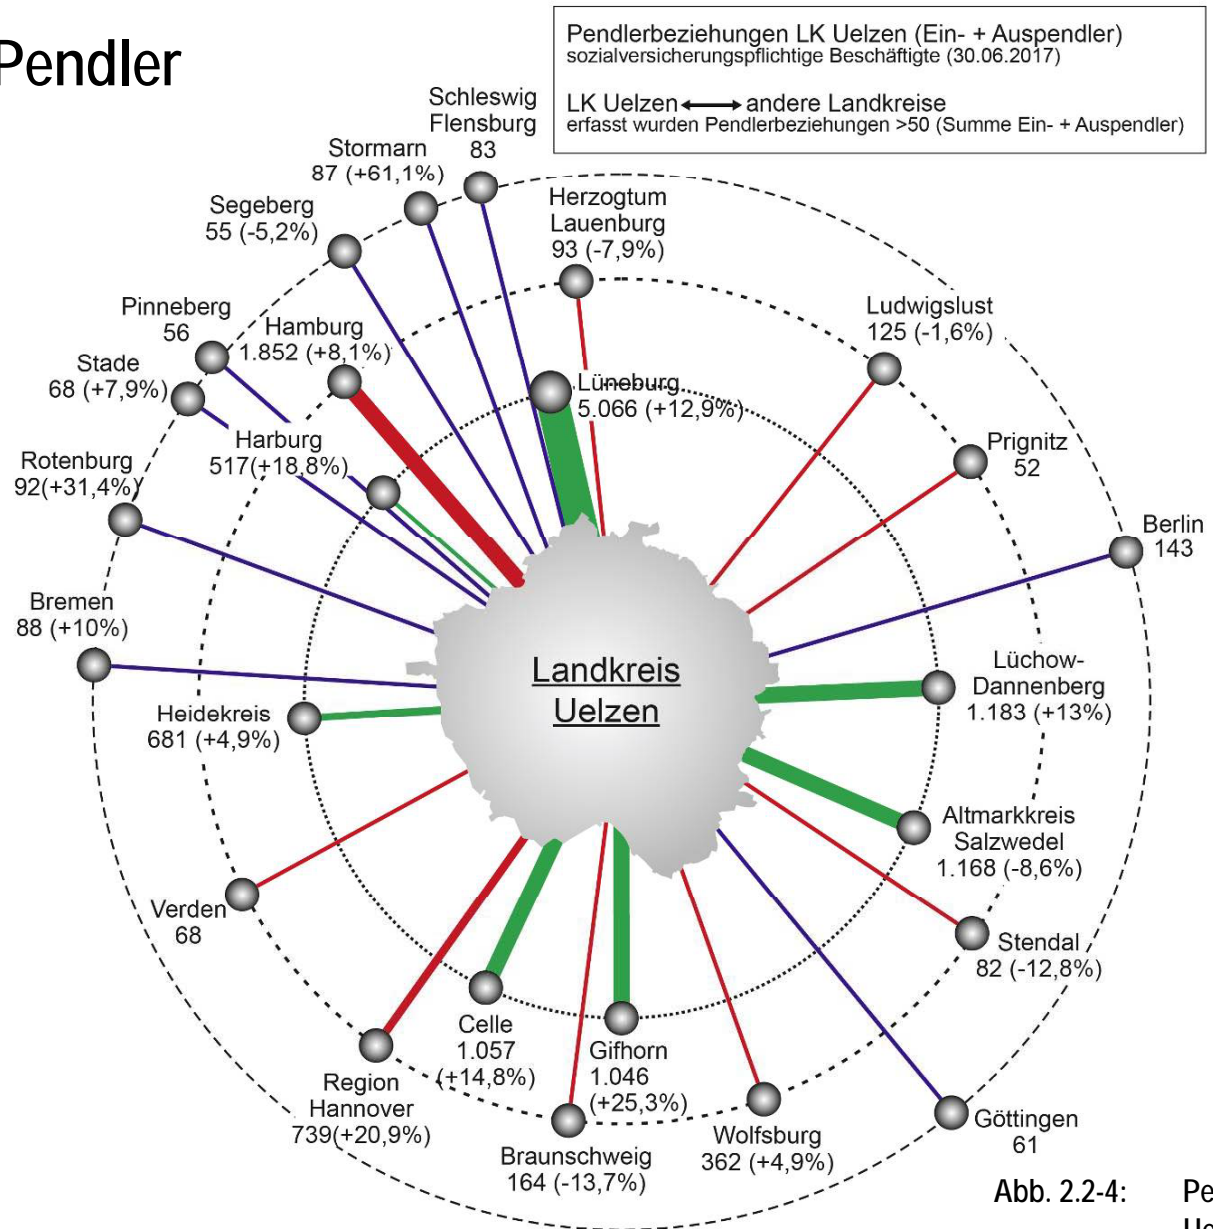 Pendler
Pendlerbeziehungen LK Uelzen (Ein- + Auspendler)
sozialversicherungspflichtige Beschäftigte (30.06.2017)
LK Uelzen ↔ andere Landkreise
erfasst wurden Pendlerbeziehungen >50 (Summe Ein- + Auspendler)
Schleswig
Flensburg
83
Stormarn
87 (+61,1%)
Segeberg
55 (-5,2%)
Herzogtum
Lauenburg
93 (-7,9%)
Pinneberg
56
Hamburg
1.852 (+8,1%)
Ludwigslust
125 (-1,6%)
Stade
68 (+7,9%)
Lüneburg
5.066 (+12,9%)
Harburg
517(+18,8%)
Prignitz
52
Rotenburg
92(+31,4%)
Berlin
143
Bremen
88 (+10%)
Landkreis
Uelzen
Lüchow-
Dannenberg
1.183 (+13%)
Heidekreis
681 (+4,9%)
Altmarkkreis
Salzwedel
1.168 (-8,6%)
Verden
68
Stendal
82 (-12,8%)
Celle
1.057
(+14,8%)
Gifhorn
1.046
(+25,3%)
Region
Hannover
739(+20,9%)
Braunschweig
164 (-13,7%)
Wolfsburg
362 (+4,9%)
Göttingen
61
Abb. 2.2-4: Pe